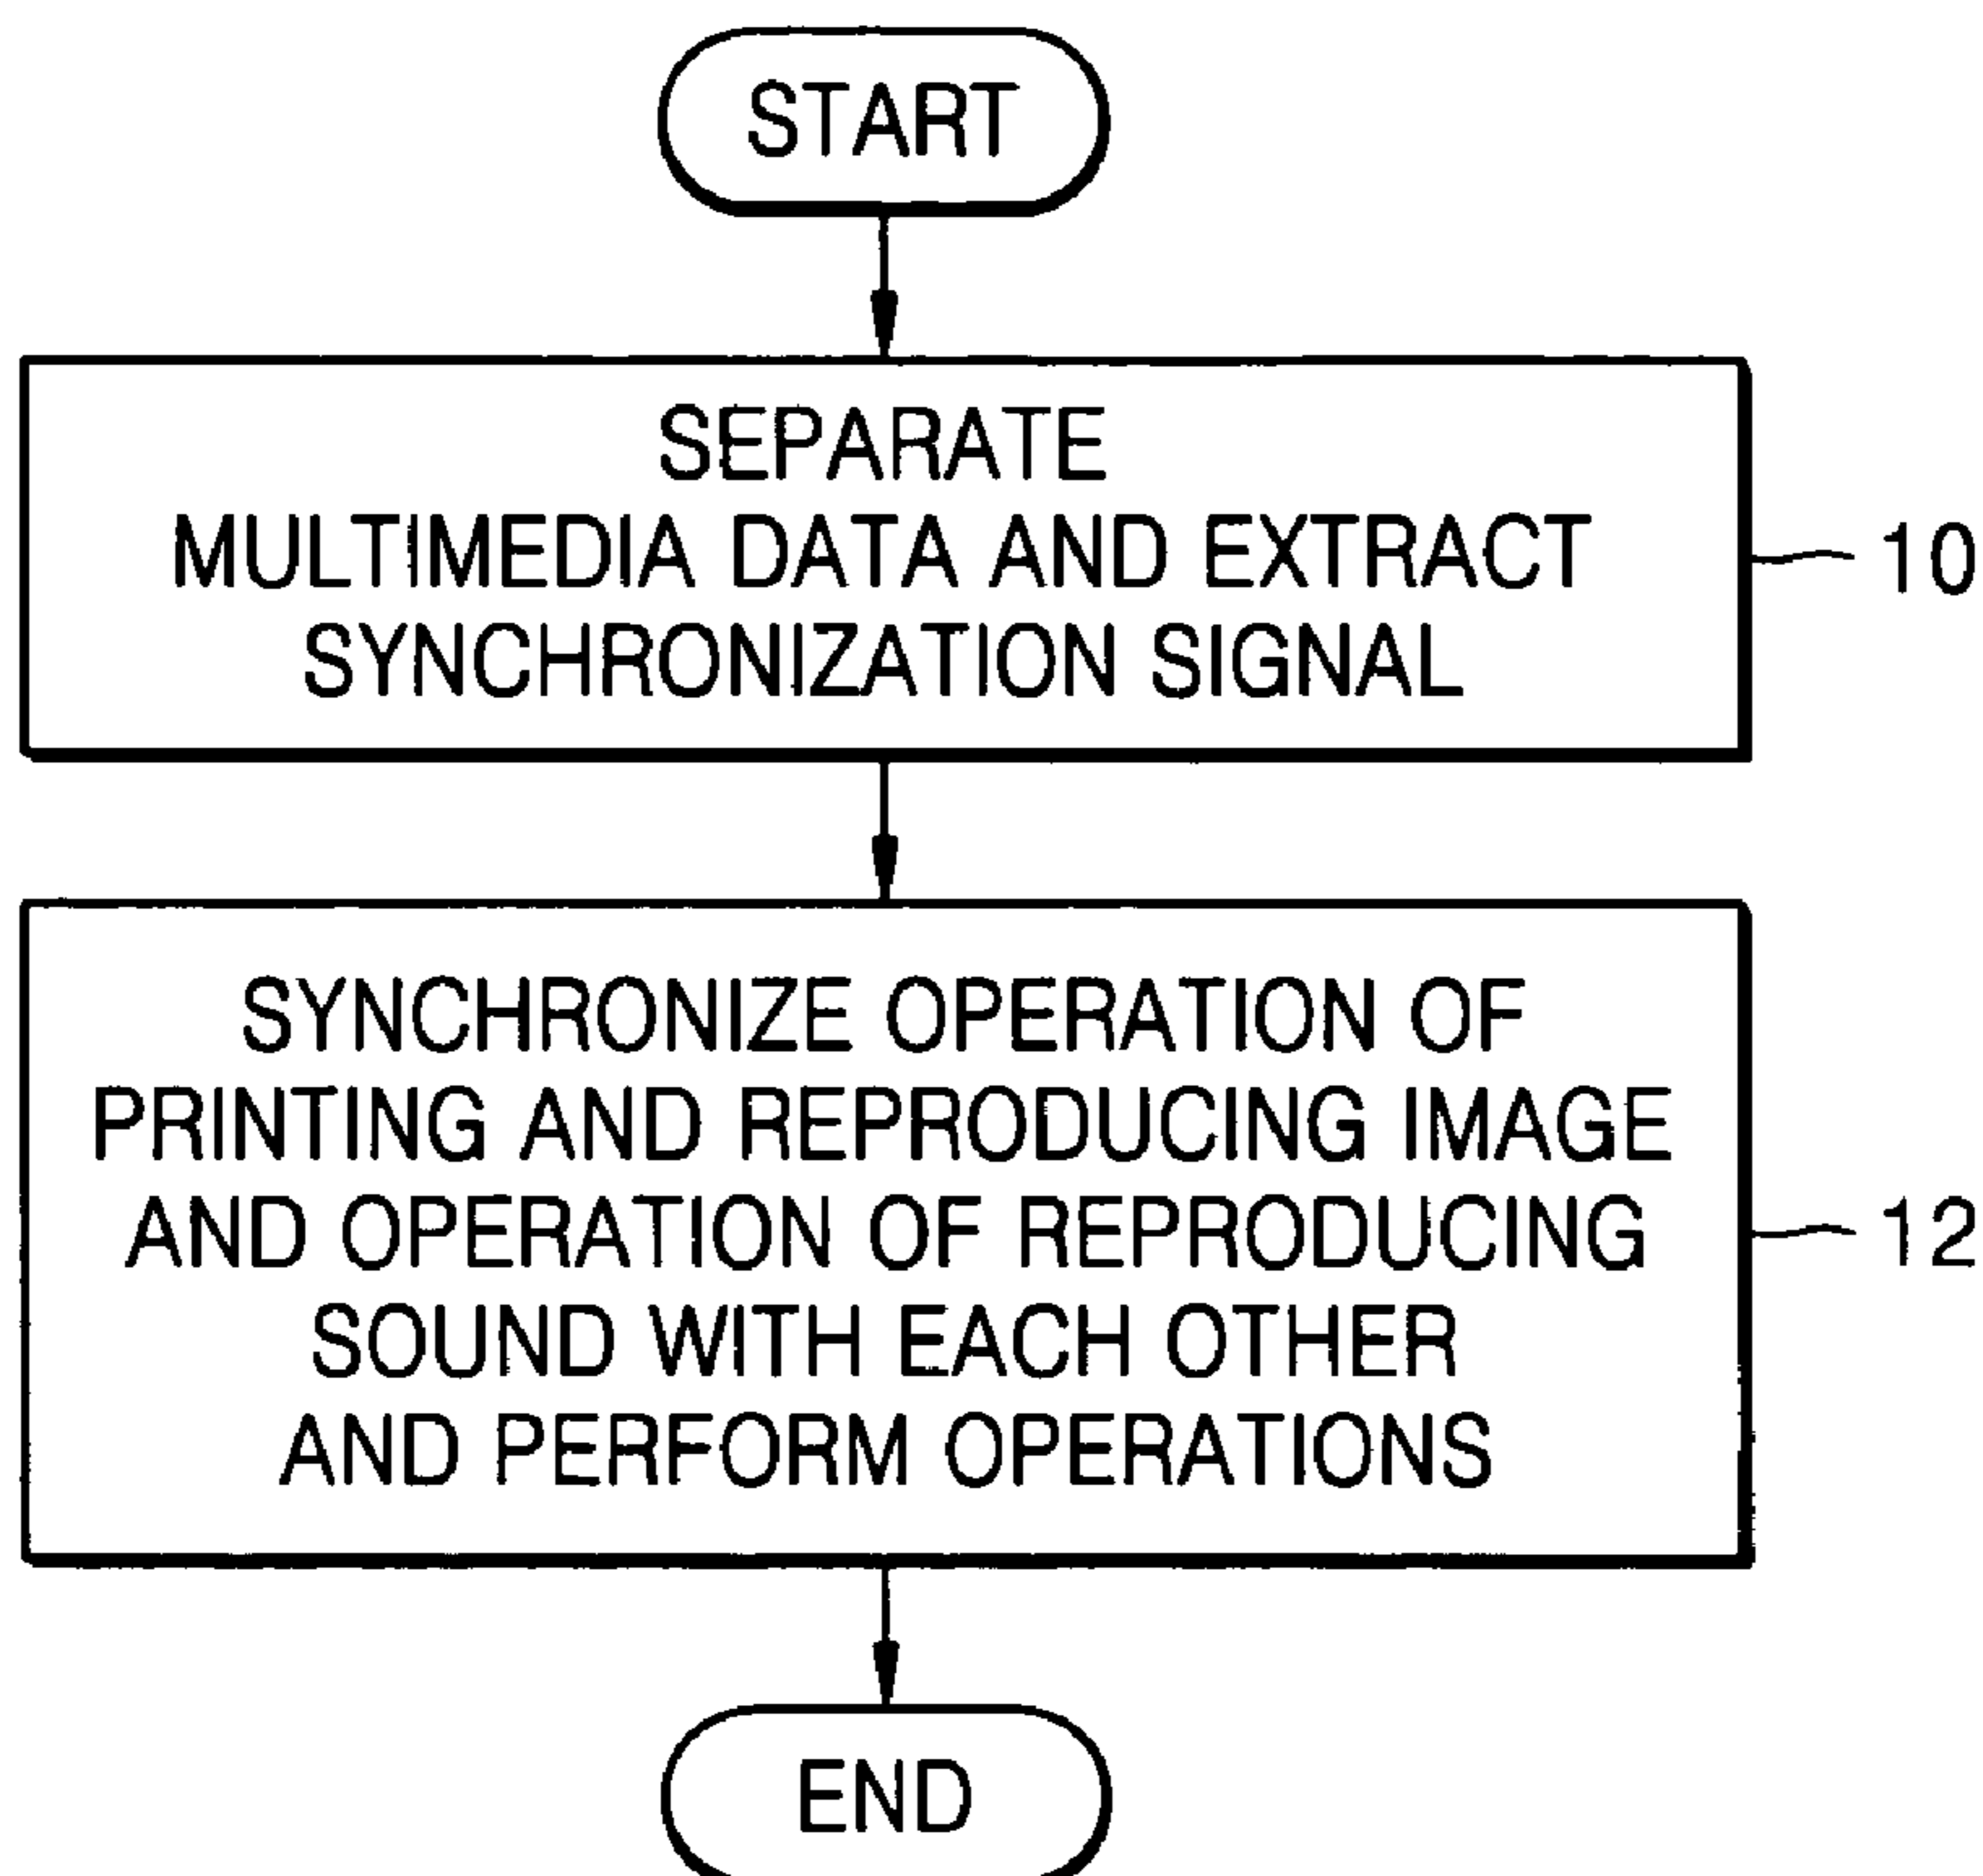 START
SEPARATE
MULTIMEDIA DATA AND EXTRACT
SYNCHRONIZATION SIGNAL
10
SYNCHRONIZE OPERATION OF
PRINTING AND REPRODUCING IMAGE
AND OPERATION OF REPRODUCING
SOUND WITH EACH OTHER
AND PERFORM OPERATIONS
12
END